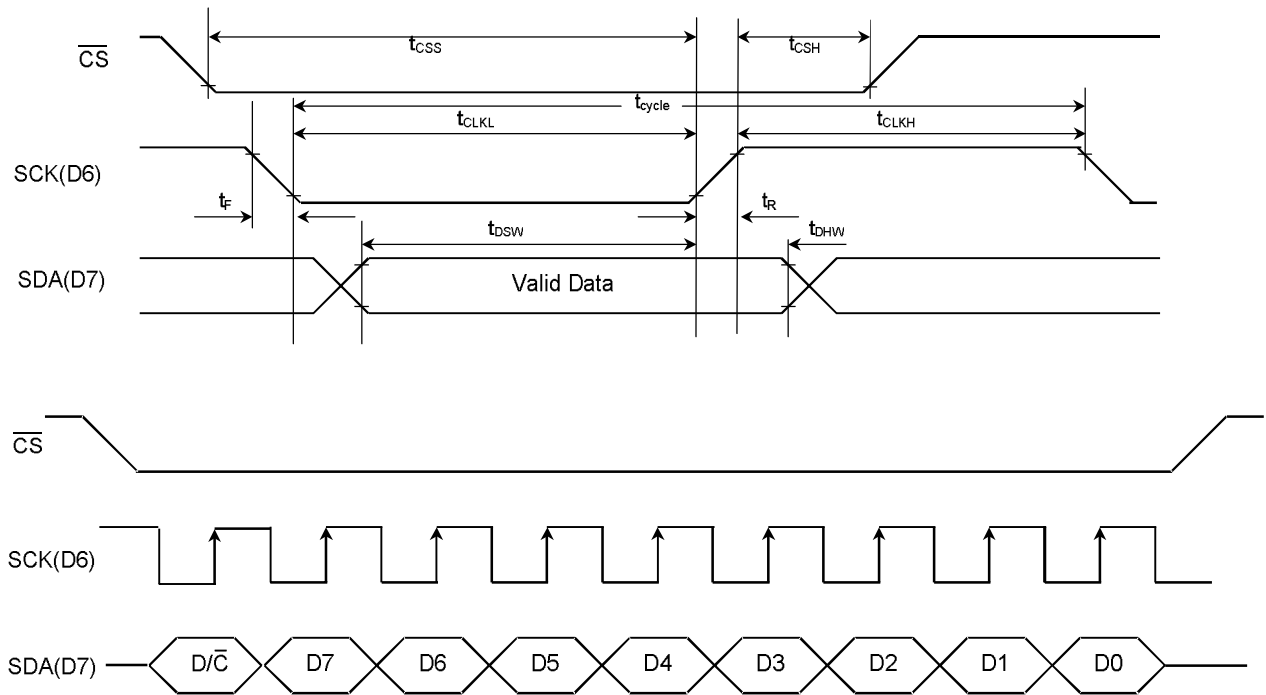 CS
tCSS
tCSH
tcycle
tCLKL
tCLKH
SCK(D6)
tF
tR
tDSW
tDHW
SDA(D7)
Valid Data
CS
SCK(D6)
SDA(D7)
D/C̅ D7 D6 D5 D4 D3 D2 D1 D0